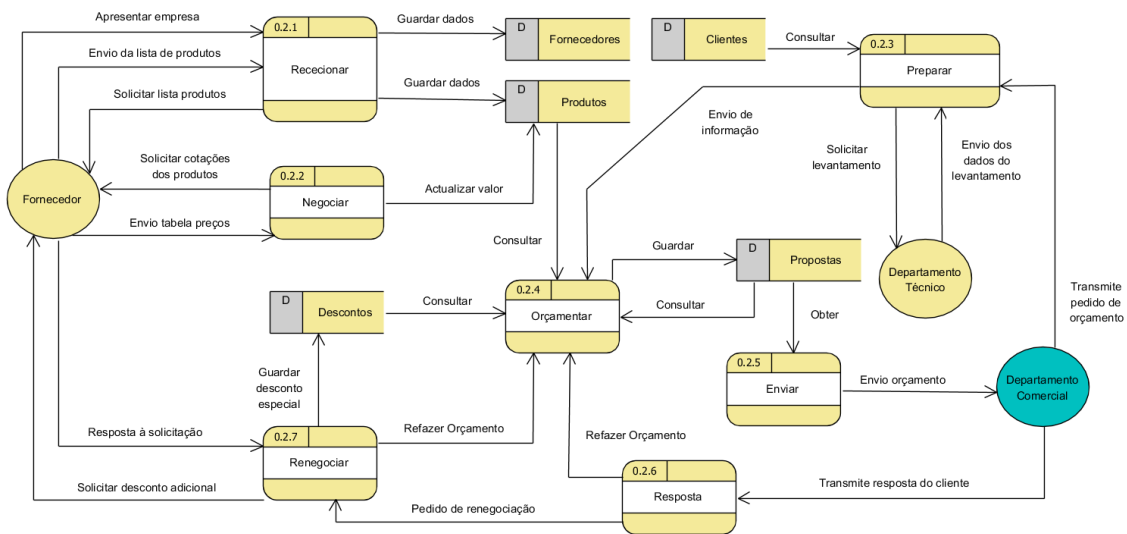 Apresentar empresa
0.2.1
Guardar dados
D
Fornecedores
D
Clientes
Consultar
0.2.3
Envio da lista de produtos
Rececionar
Preparar
Solicitar lista produtos
Guardar dados
D
Produtos
Envio de
informação
Solicitar
levantamento
Envio dos
dados do
levantamento
Solicitar cotações
dos produtos
0.2.2
Negociar
Actualizar valor
Fornecedor
Envio tabela preços
Consultar
Guardar
D
Propostas
Departamento
Técnico
Transmite
pedido de
orçamento
D
Descontos
Consultar
0.2.4
Orçamentar
Consultar
Obter
Guardar
desconto
especial
0.2.5
Enviar
Envio orçamento
Departamento
Comercial
Resposta à solicitação
0.2.7
Renegociar
Refazer Orçamento
Refazer Orçamento
0.2.6
Resposta
Transmite resposta do cliente
Solicitar desconto adicional
Pedido de renegociação